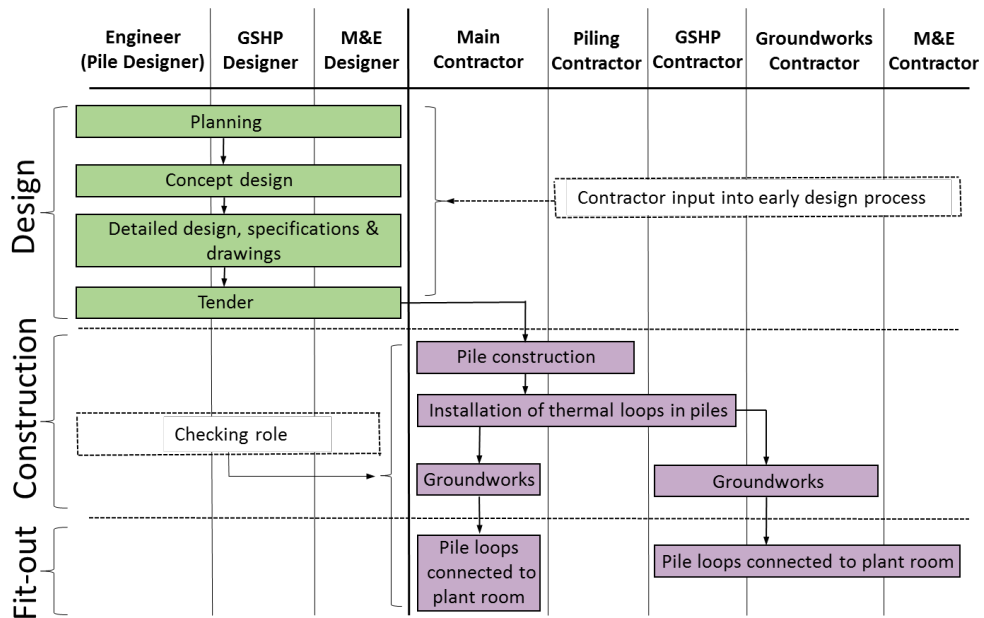 Engineer
(Pile Designer)
GSHP
Designer
M&E
Designer
Main
Contractor
Piling
Contractor
GSHP
Contractor
Groundworks
Contractor
M&E
Contractor
Design
Planning
Concept design
Detailed design, specifications &
drawings
Tender
Contractor input into early design process
Construction
Pile construction
Installation of thermal loops in piles
Checking role
Groundworks
Groundworks
Fit-out
Pile loops
connected to
plant room
Pile loops connected to plant room